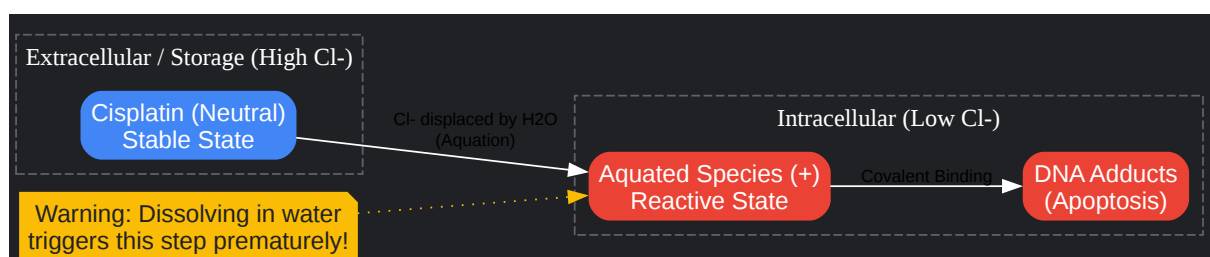 Extracellular / Storage (High Cl-)
Cisplatin (Neutral)
Stable State
Cl- displaced by H2O
(Aquation)
Intracellular (Low Cl-)
Aquated Species (+)
Reactive State
Covalent Binding
DNA Adducts
(Apoptosis)
Warning: Dissolving in water
triggers this step prematurely!